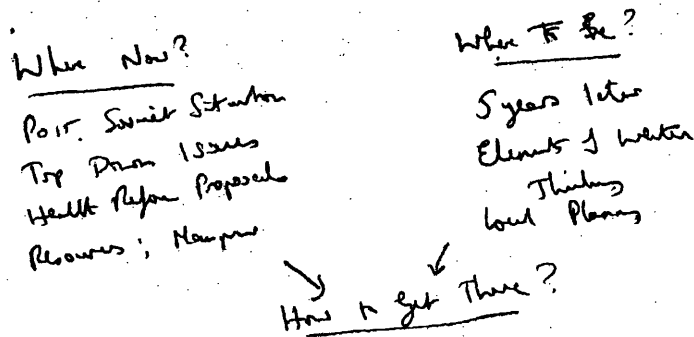 Where Now?
Post. Soviet Situation
Top Down Issues
Health Reform Proposals
Resources; Manpower
Where To Be?
5 years later
Elements of Western
Thinking
Local Planning
How to Get There?